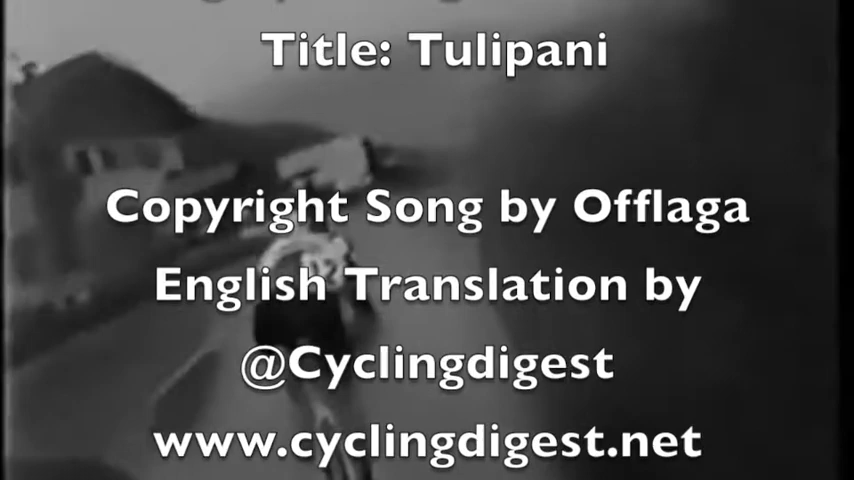 Title: Tulipani
Copyright Song by Offlaga
English Translation by
@Cyclingdigest
www.cyclingdigest.net